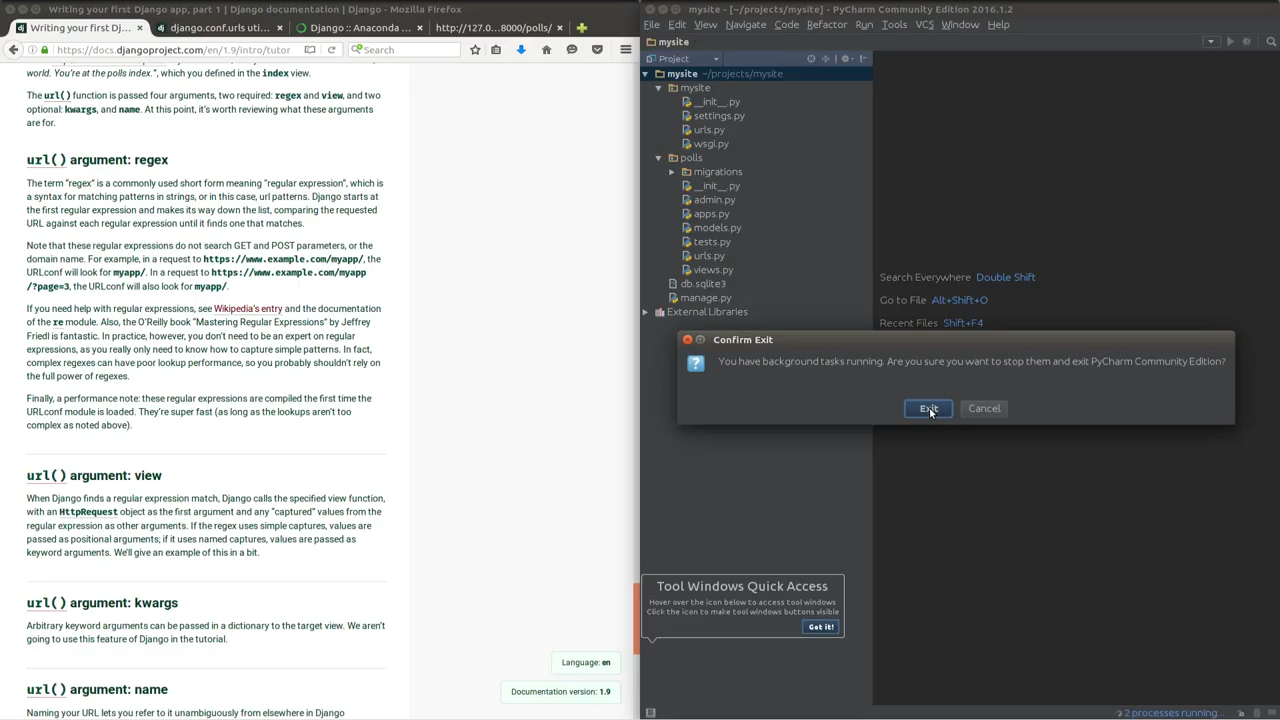 Writing your first Django app, part 1 | Django documentation | Django - Mozilla Firefox
Writing your first Dj...
django.conf.urls uti...
Django :: Anaconda ...
http://127.0...8000/polls/
https://docs.djangoproject.com/en/1.9/intro/tutor
Search
world. You're at the polls index.", which you defined in the index view.
The url() function is passed four arguments, two required: regex and view, and two
optional: kwargs, and name. At this point, it's worth reviewing what these arguments
are for.
url() argument: regex
The term "regex" is a commonly used short form meaning "regular expression", which is
a syntax for matching patterns in strings, or in this case, url patterns. Django starts at
the first regular expression and makes its way down the list, comparing the requested
URL against each regular expression until it finds one that matches.
Note that these regular expressions do not search GET and POST parameters, or the
domain name. For example, in a request to https://www.example.com/myapp/, the
URLconf will look for myapp/. In a request to https://www.example.com/myapp
/?page=3, the URLconf will also look for myapp/.
If you need help with regular expressions, see Wikipedia's entry and the documentation
of the re module. Also, the O'Reilly book "Mastering Regular Expressions" by Jeffrey
Friedl is fantastic. In practice, however, you don't need to be an expert on regular
expressions, as you really only need to know how to capture simple patterns. In fact,
complex regexes can have poor lookup performance, so you probably shouldn't rely on
the full power of regexes.
Finally, a performance note: these regular expressions are compiled the first time the
URLconf module is loaded. They're super fast (as long as the lookups aren't too
complex as noted above).
url() argument: view
When Django finds a regular expression match, Django calls the specified view function,
with an HttpRequest object as the first argument and any "captured" values from the
regular expression as other arguments. If the regex uses simple captures, values are
passed as positional arguments; if it uses named captures, values are passed as
keyword arguments. We'll give an example of this in a bit.
url() argument: kwargs
Arbitrary keyword arguments can be passed in a dictionary to the target view. We aren't
going to use this feature of Django in the tutorial.
url() argument: name
Naming your URL lets you refer to it unambiguously from elsewhere in Django
Language: en
Documentation version: 1.9
mysite - [~/projects/mysite] - PyCharm Community Edition 2016.1.2
File Edit View Navigate Code Refactor Run Tools VCS Window Help
mysite
Project
mysite ~/projects/mysite
mysite
__init__.py
settings.py
urls.py
wsgi.py
polls
migrations
__init__.py
admin.py
apps.py
models.py
tests.py
urls.py
views.py
db.sqlite3
manage.py
External Libraries
Search Everywhere Double Shift
Go to File Alt+Shift+O
Recent Files Shift+F4
Confirm Exit
You have background tasks running. Are you sure you want to stop them and exit PyCharm Community Edition?
Exit
Cancel
Tool Windows Quick Access
Hover over the icon below to access tool windows
Click the icon to make tool windows buttons visible
Got it!
2 processes running...